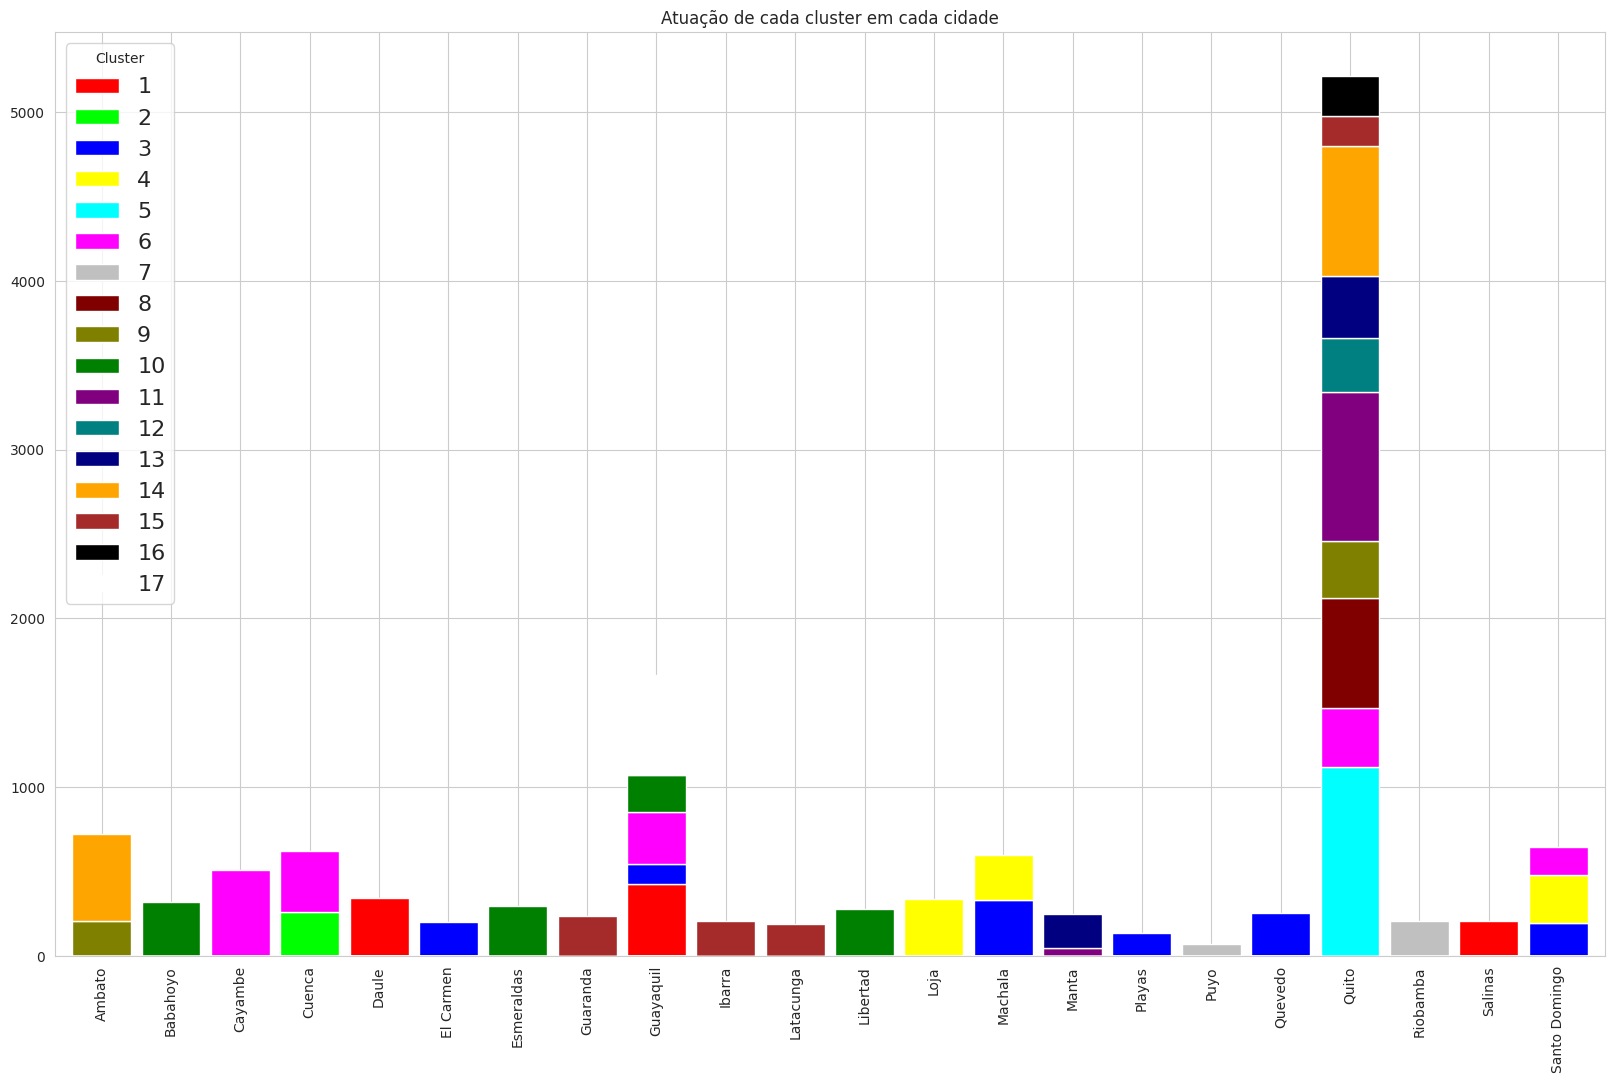 Atuação de cada cluster em cada cidade
Cluster
1
2
3
4
5
6
7
8
9
10
11
12
13
14
15
16
17
5000
4000
3000
2000
1000
0
Ambato
Babahoyo
Cayambe
Cuenca
Daule
El Carmen
Esmeraldas
Guaranda
Guayaquil
Ibarra
Latacunga
Libertad
Loja
Machala
Manta
Playas
Puyo
Quevedo
Quito
Riobamba
Salinas
Santo Domingo